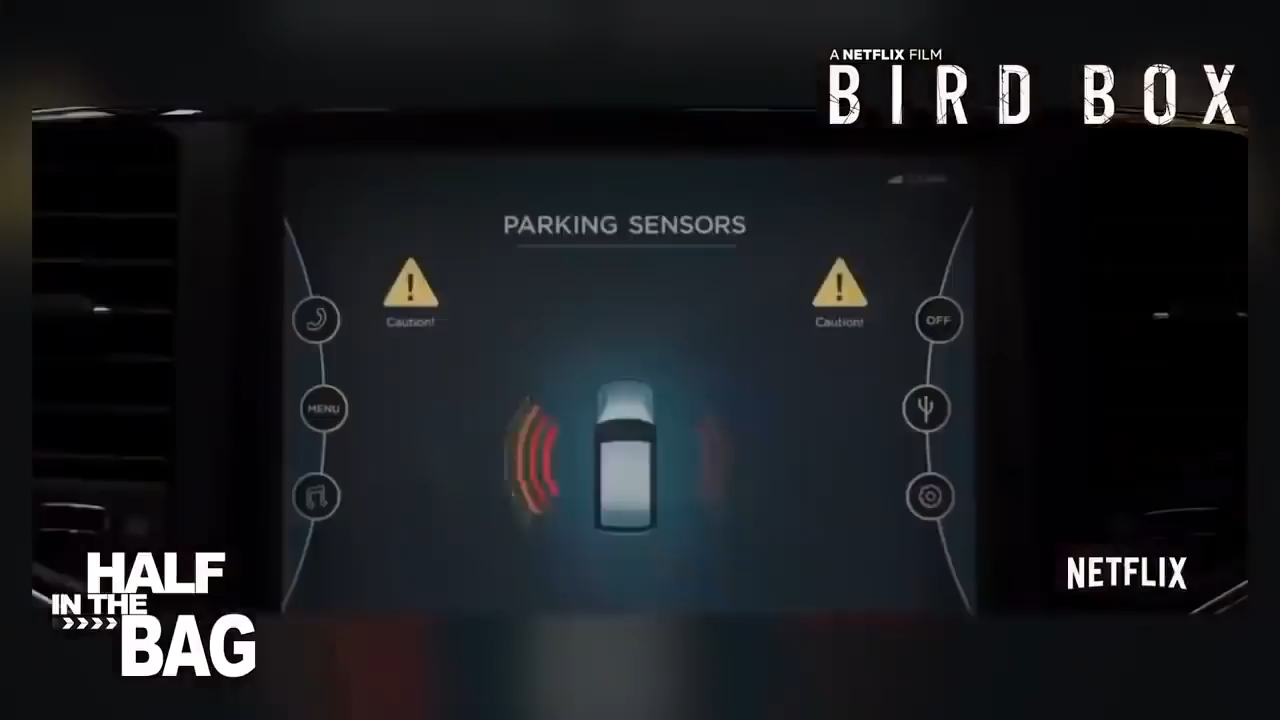 A NETFLIX FILM
BIRD BOX
PARKING SENSORS
Caution!
Caution!
OFF
MENU
HALF
IN THE
BAG
NETFLIX